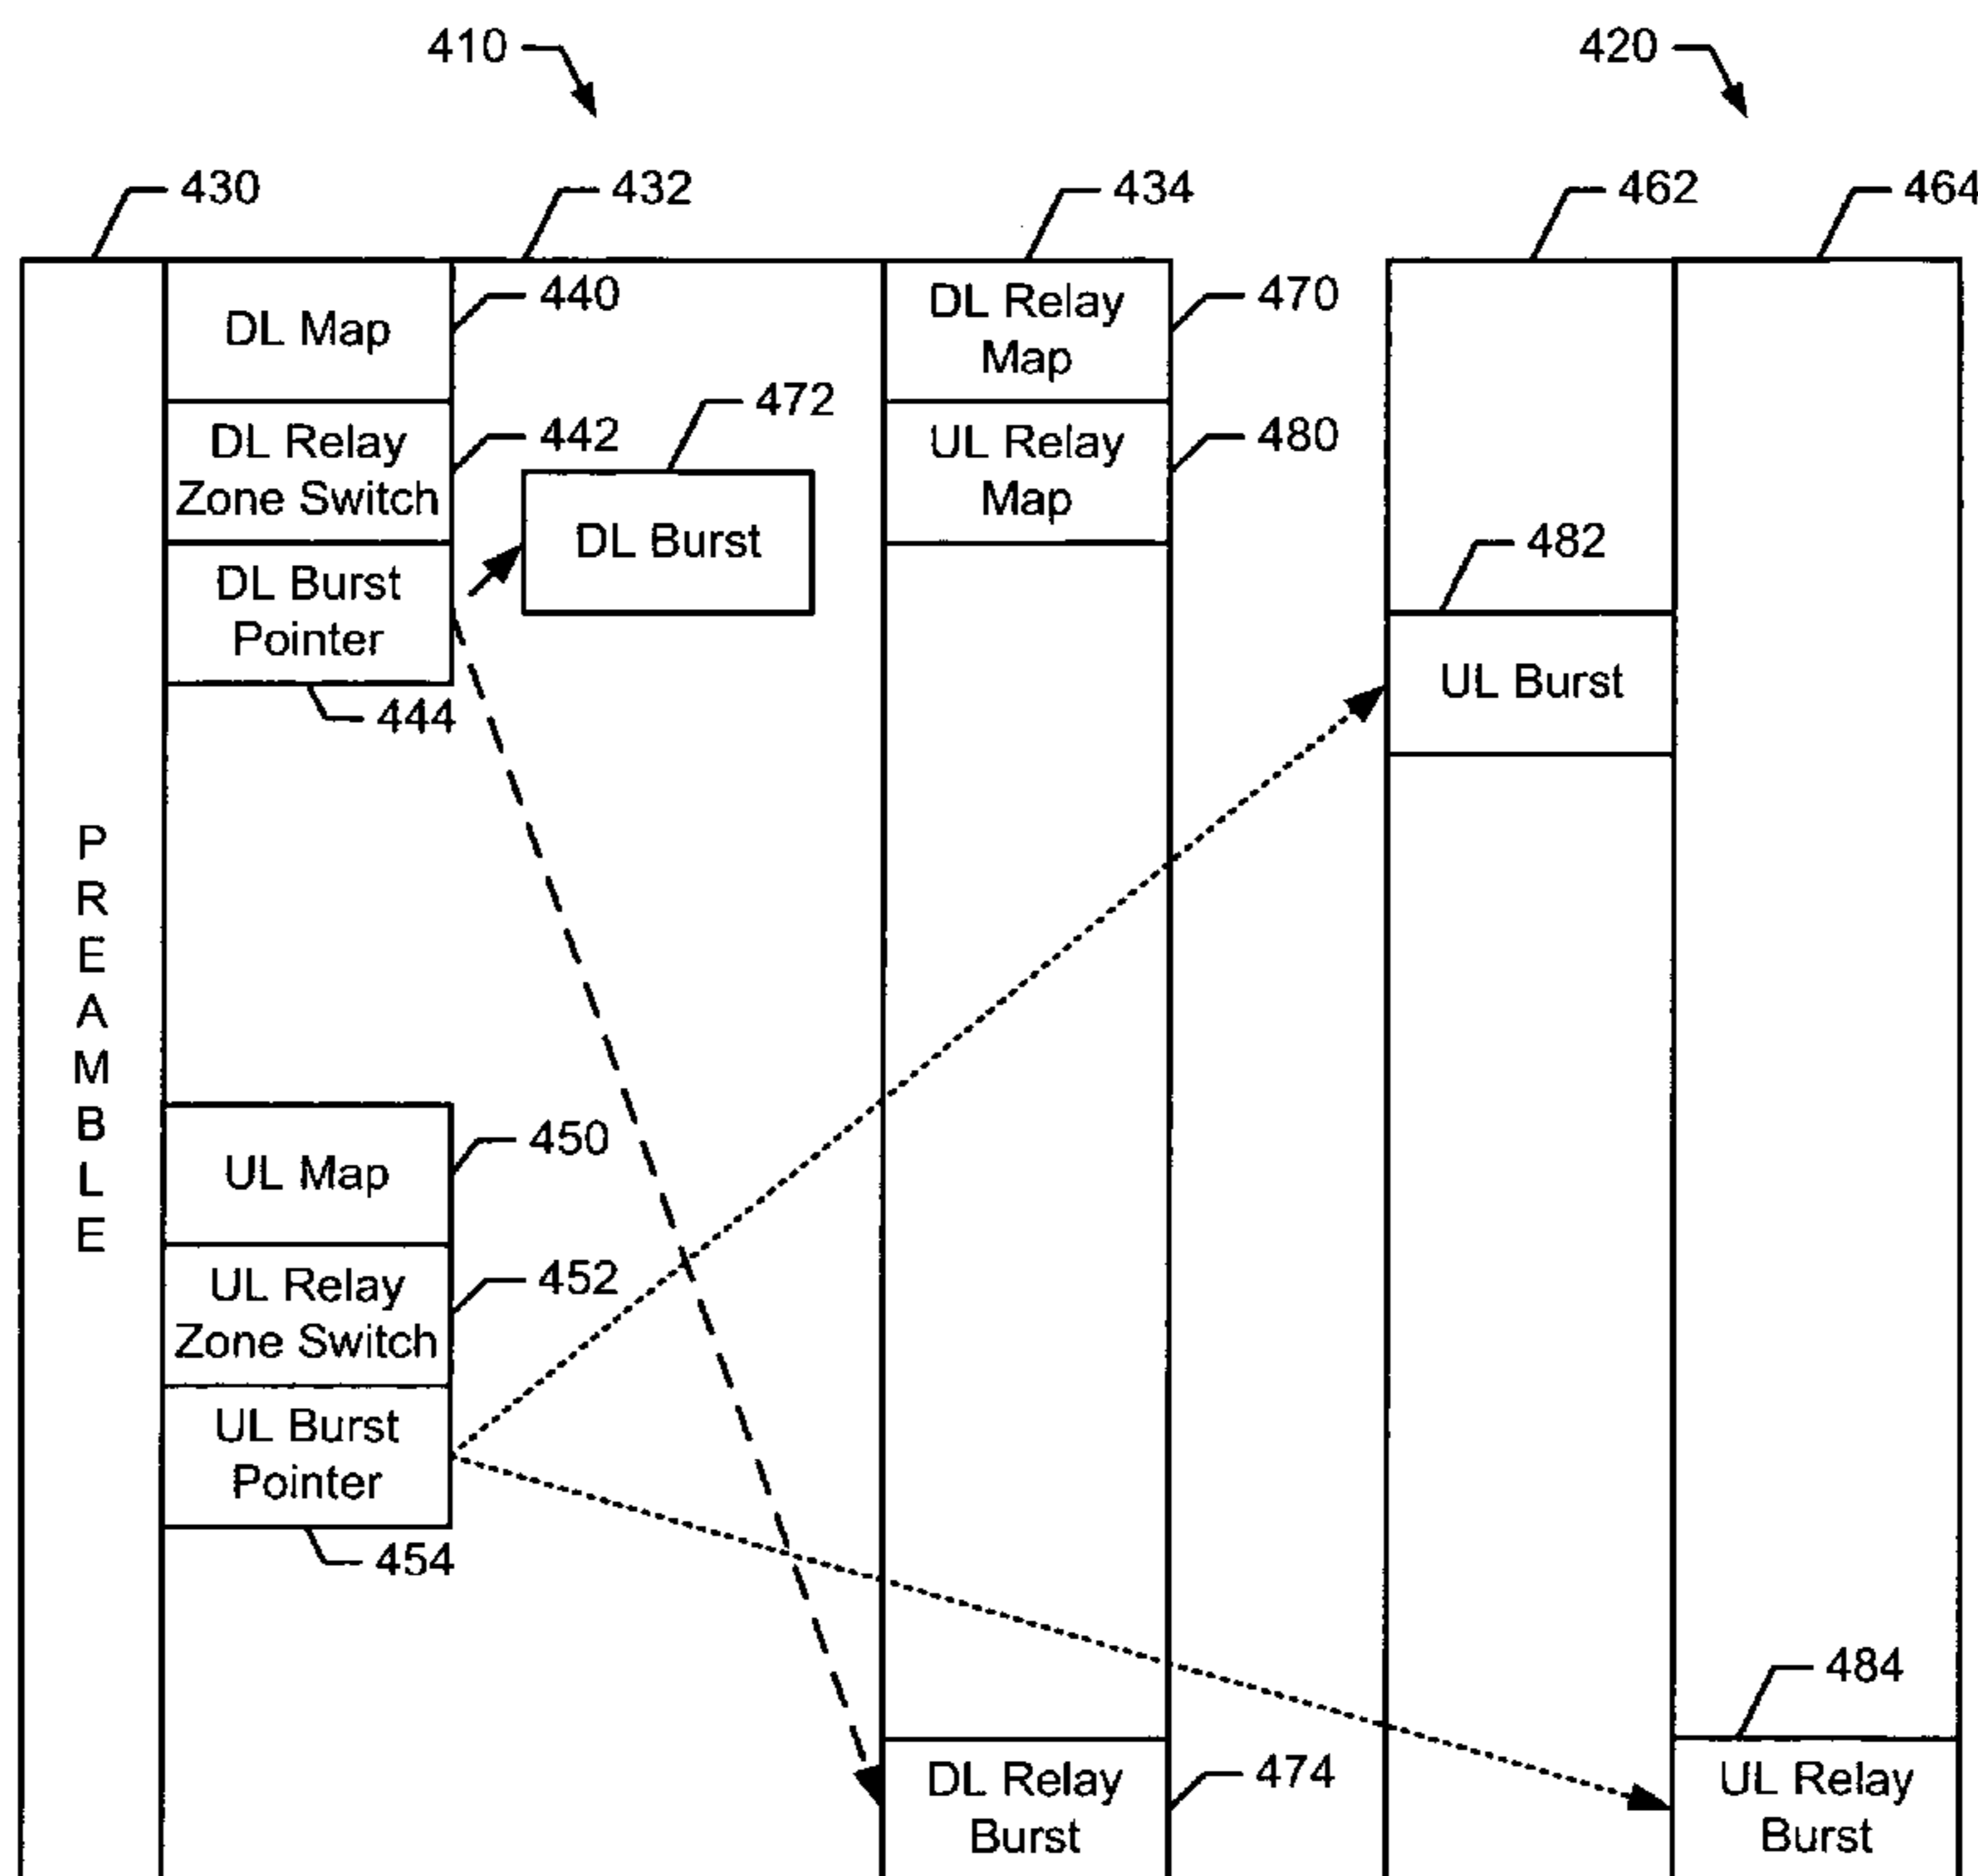 410
420
430
432
434
462
464
DL Map
440
DL Relay
Map
470
472
DL Relay
Zone Switch
442
UL Relay
Map
480
DL Burst
482
DL Burst
Pointer
UL Burst
444
PREAMBLE
UL Map
450
UL Relay
Zone Switch
452
UL Burst
Pointer
454
484
DL Relay
Burst
474
UL Relay
Burst